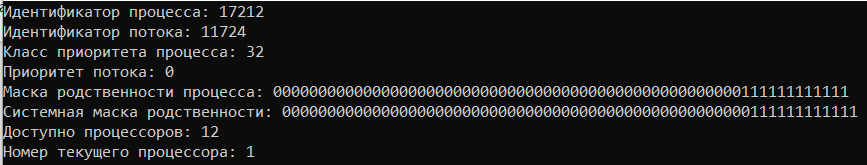 Идентификатор процесса: 17212
Идентификатор потока: 11724
Класс приоритета процесса: 32
Приоритет потока: 0
Маска родственности процесса: 0000000000000000000000000000000000000000000000000000111111111111
Системная маска родственности: 0000000000000000000000000000000000000000000000000000111111111111
Доступно процессоров: 12
Номер текущего процессора: 1